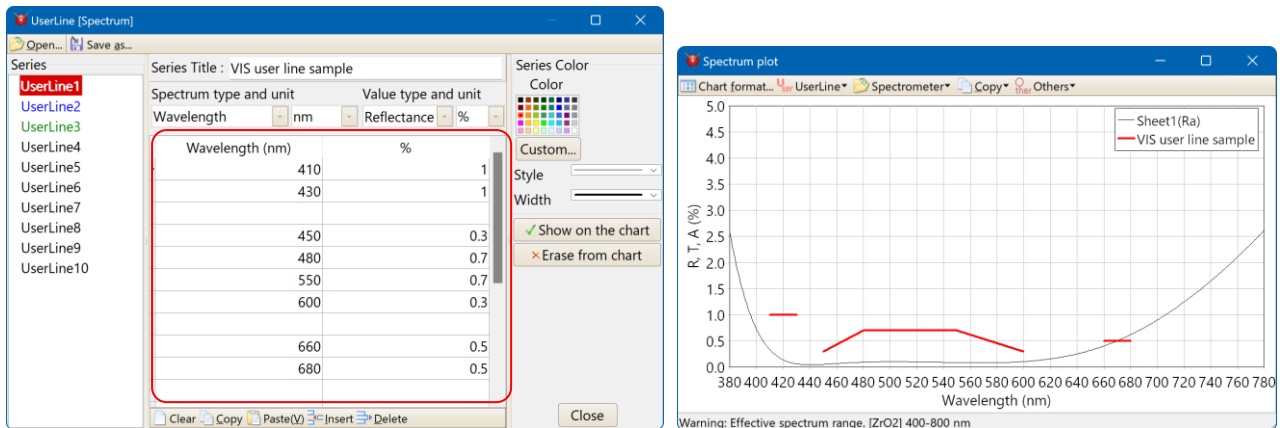 UserLine [Spectrum]
Open... Save as...
Series
UserLine1
UserLine2
UserLine3
UserLine4
UserLine5
UserLine6
UserLine7
UserLine8
UserLine9
UserLine10
Series Title : VIS user line sample
Spectrum type and unit Value type and unit
Wavelength nm Reflectance %
Wavelength (nm) %
410 1
430 1
450 0.3
480 0.7
550 0.7
600 0.3
660 0.5
680 0.5
Clear Copy Paste(V) Insert Delete
Series Color
Color
Custom...
Style
Width
Show on the chart
Erase from chart
Close
Spectrum plot
Chart format... User UserLine Spectrometer Copy Other Others
5.0
4.5
4.0
3.5
3.0
2.5
2.0
1.5
1.0
0.5
0.0
R, T, A (%)
Sheet1(Ra)
VIS user line sample
380 400 420 440 460 480 500 520 540 560 580 600 620 640 660 680 700 720 740 760 780
Wavelength (nm)
Warning: Effective spectrum range. [ZrO2] 400-800 nm